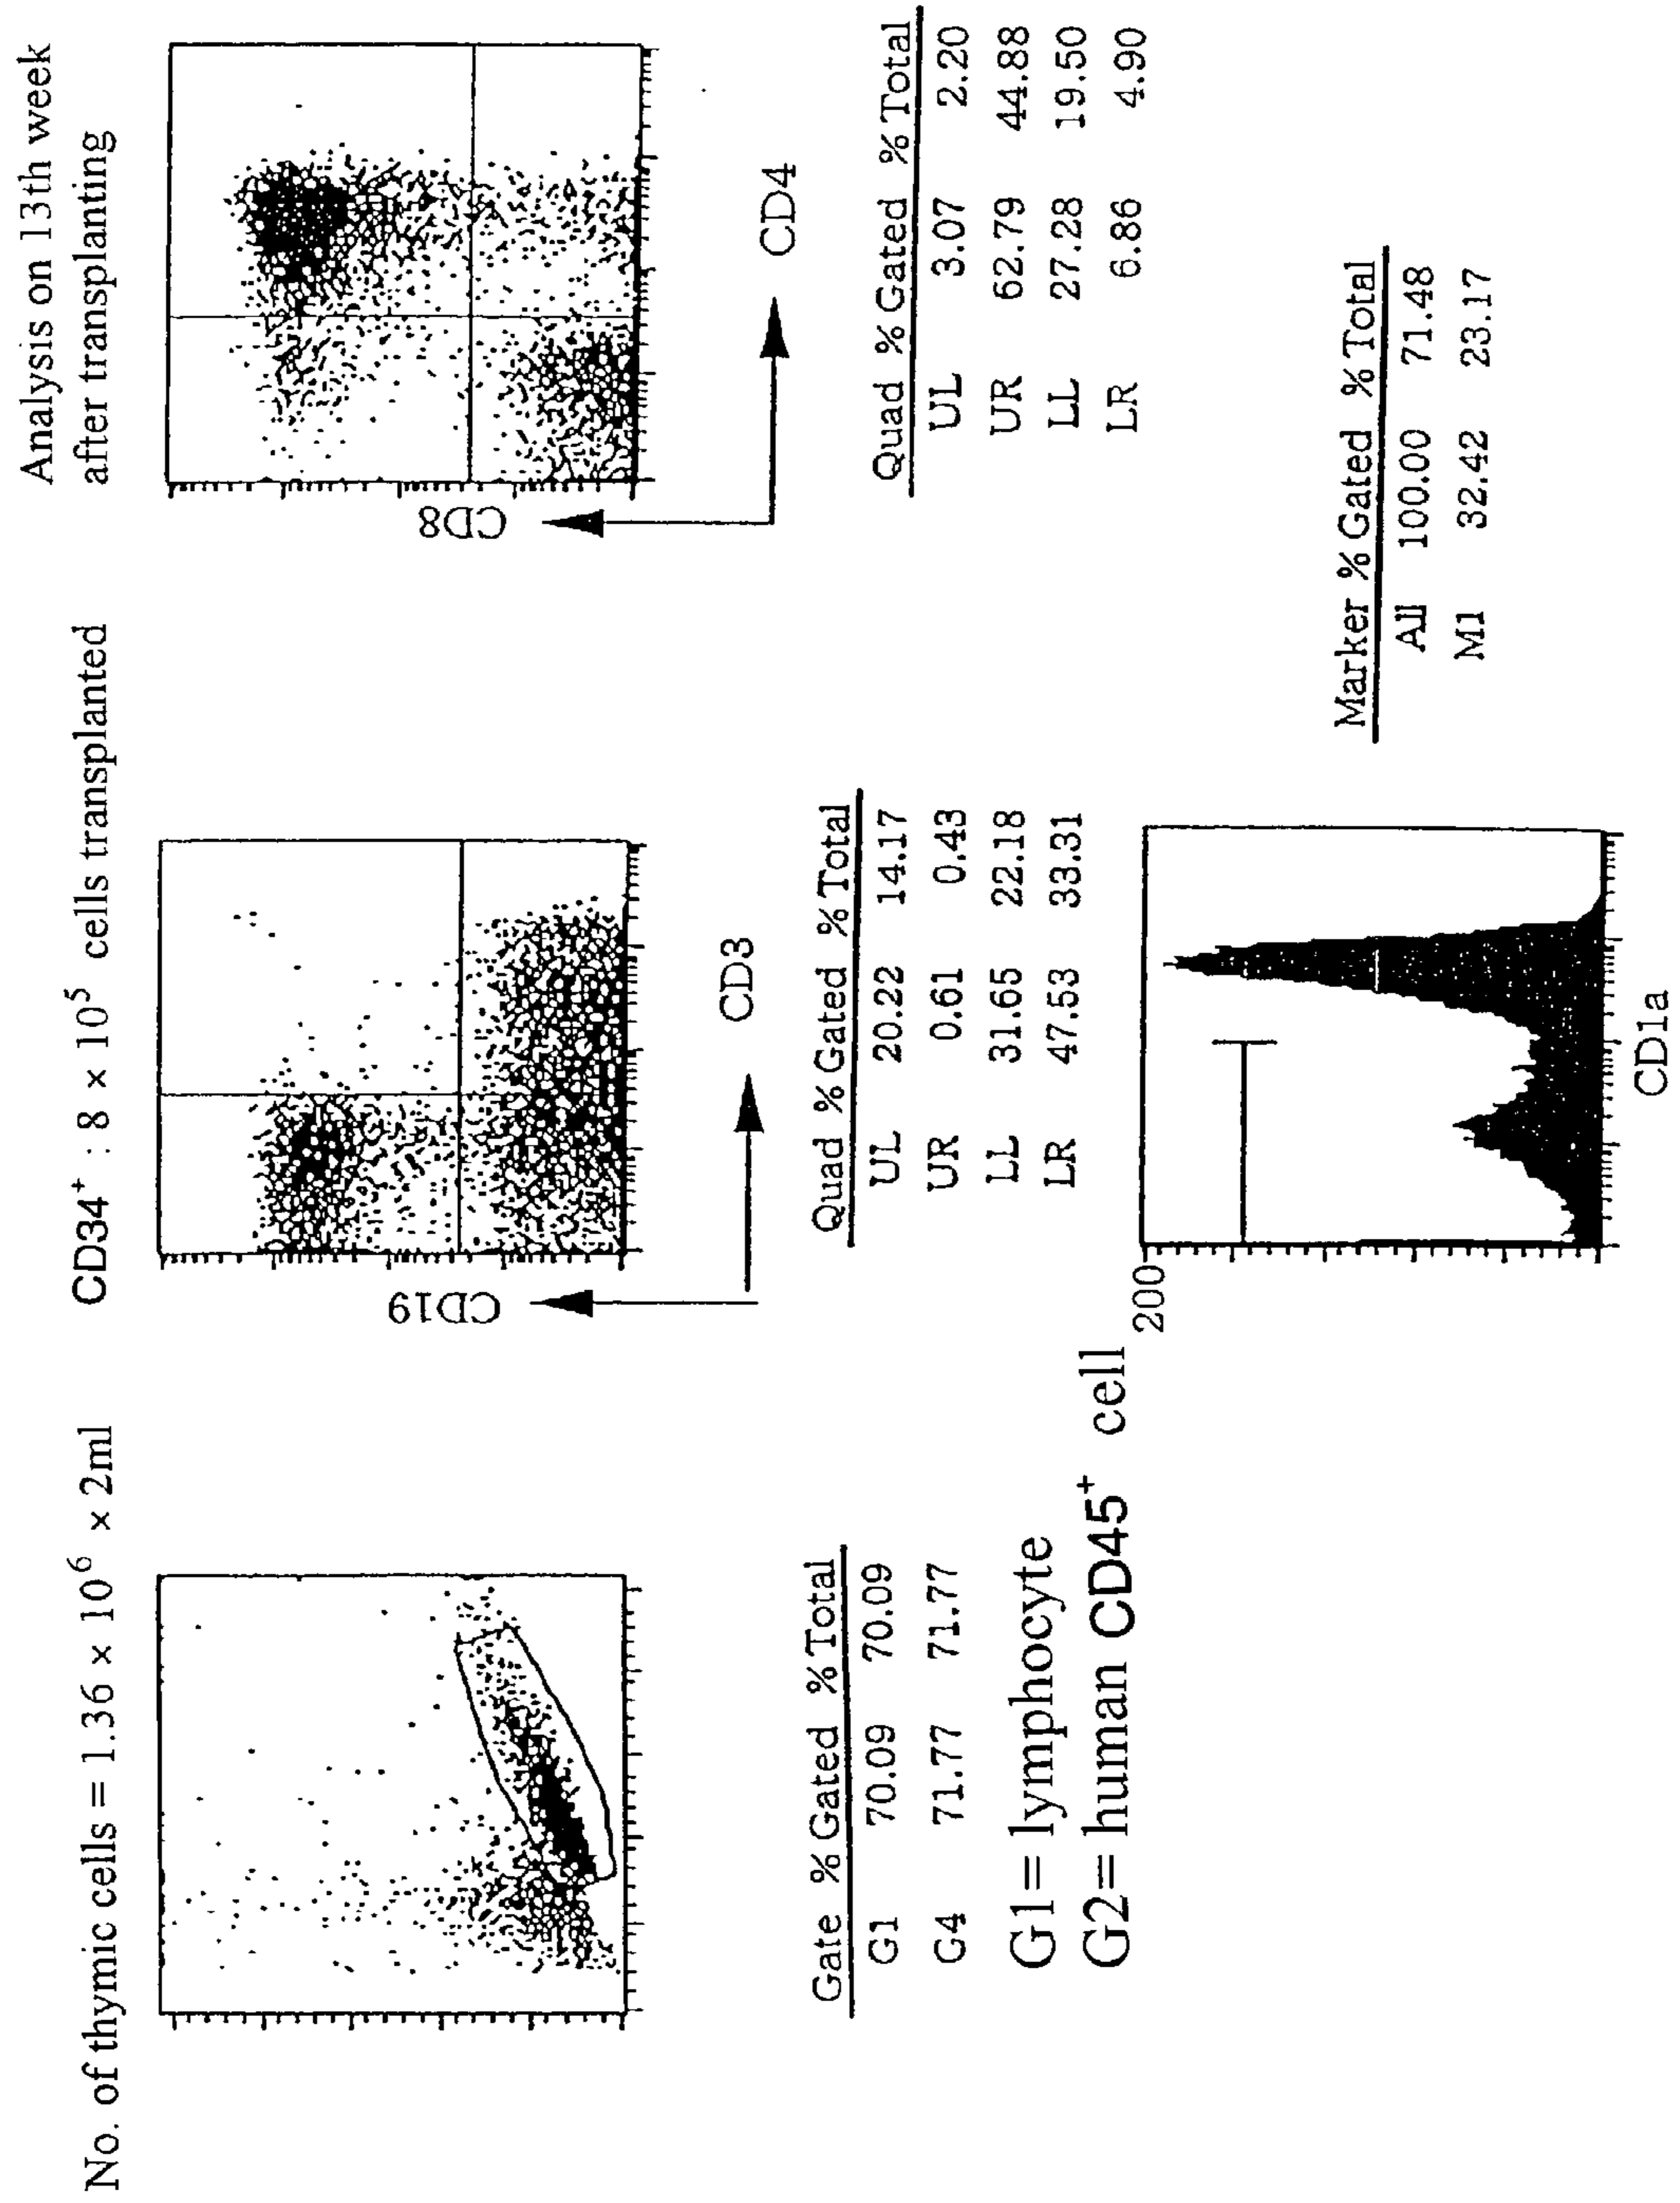 No. of thymic cells = 1.36 × 10⁶ × 2ml
CD34⁺ : 8 × 10⁵ cells transplanted
Analysis on 13th week
after transplanting
Gate % Gated % Total
G1 70.09 70.09
G4 71.77 71.77
G1= lymphocyte
G2= human CD45⁺ cell
CD19
CD3
Quad % Gated % Total
UL 20.22 14.17
UR 0.61 0.43
LL 31.65 22.18
LR 47.53 33.31
CD8
CD4
Quad % Gated % Total
UL 3.07 2.20
UR 62.79 44.88
LL 27.28 19.50
LR 6.86 4.90
200
CD1a
Marker % Gated % Total
All 100.00 71.48
M1 32.42 23.17